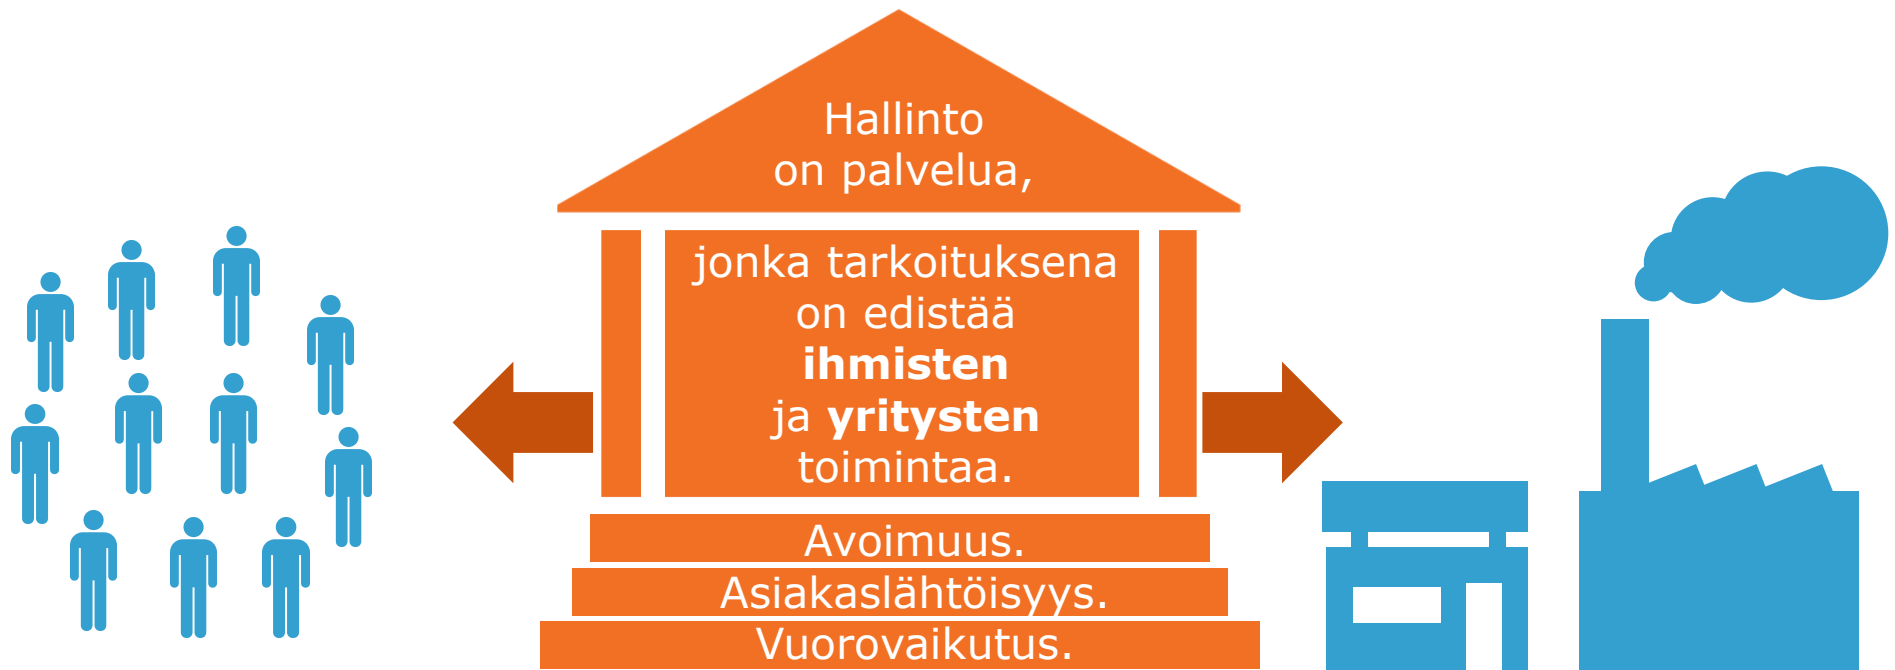 Hallinto
on palvelua,
jonka tarkoituksena
on edistää
ihmisten
ja yritysten
toimintaa.
Avoimuus.
Asiakaslähtöisyys.
Vuorovaikutus.